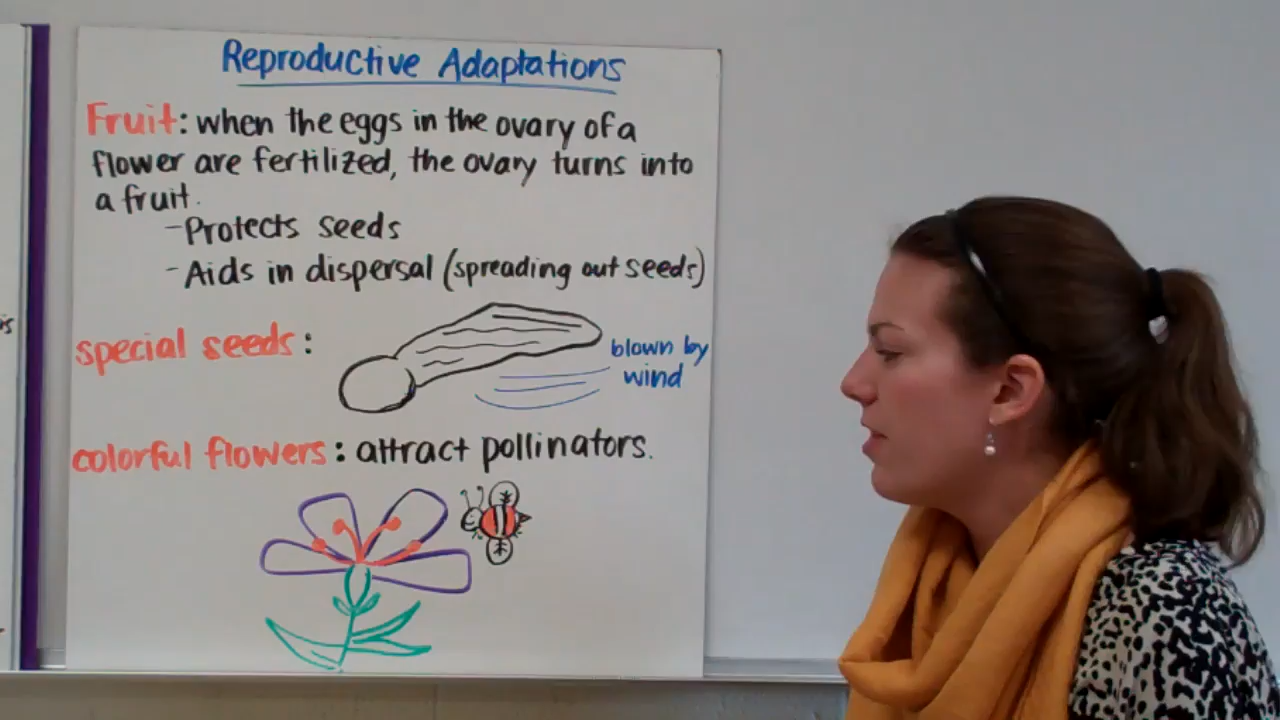 Reproductive Adaptations
Fruit: when the eggs in the ovary of a
flower are fertilized, the ovary turns into
a fruit.
-Protects seeds
-Aids in dispersal (spreading out seeds)
special seeds:
blown by
wind
colorful flowers: attract pollinators.